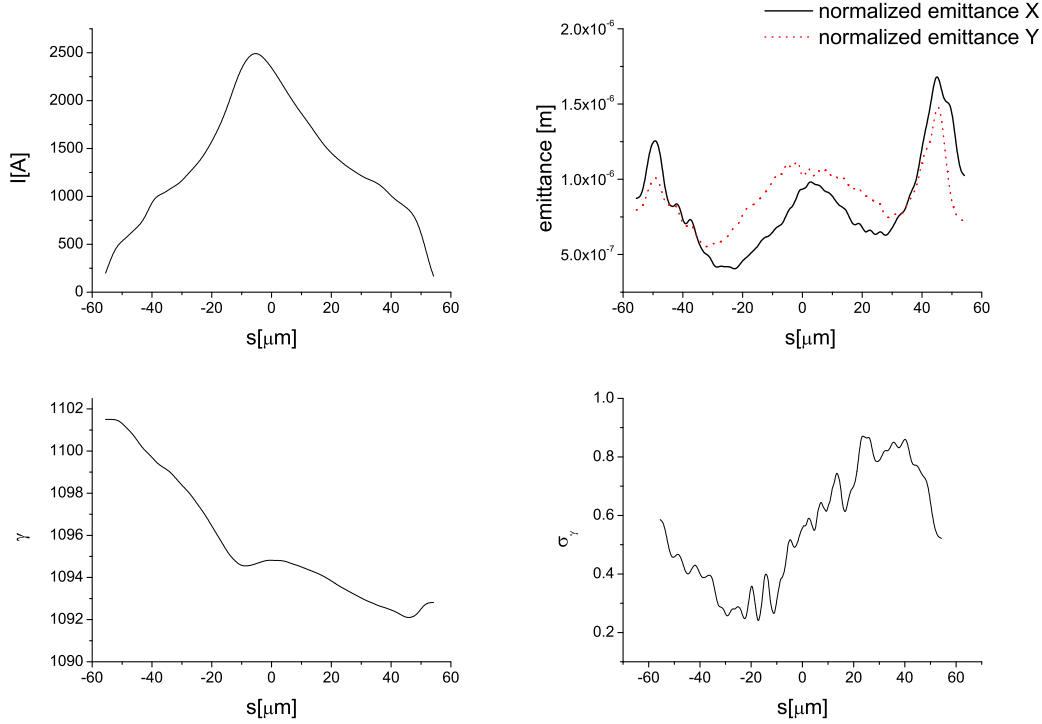 normalized emittance X
normalized emittance Y
2500
2000
1500
1000
500
0
I[A]
-60 -40 -20 0 20 40 60
s[μm]
2.0x10⁻⁶
1.5x10⁻⁶
1.0x10⁻⁶
5.0x10⁻⁷
emittance [m]
-60 -40 -20 0 20 40 60
s[μm]
1102
1100
1098
1096
1094
1092
1090
γ
-60 -40 -20 0 20 40 60
s[μm]
1.0
0.8
0.6
0.4
0.2
σγ
-60 -40 -20 0 20 40 60
s[μm]